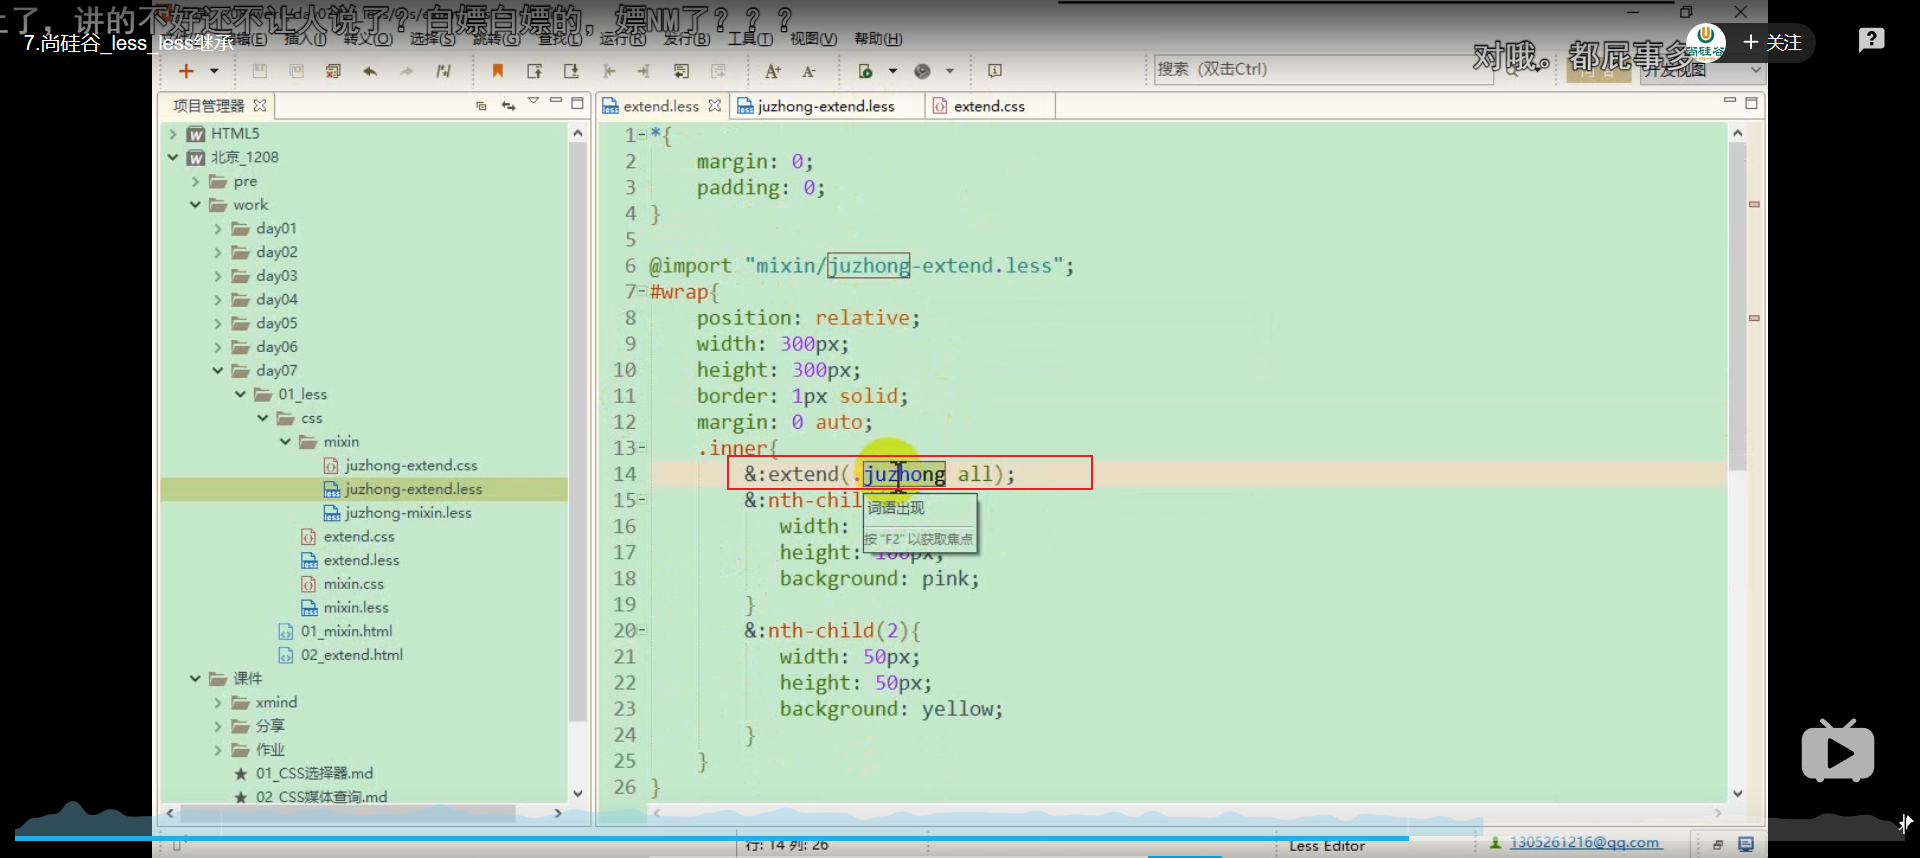 上了，讲的不好还不让人说了？白嫖白嫖的，嫖NM了？？？
7.尚硅谷_less_less继承
编辑(E) 插入(I) 转义(O) 选择(S) 跳转(G) 查找(L) 运行(R) 发行(B) 工具(T) 视图(V) 帮助(H)
对哦。都屁事多
尚硅谷
+ 关注
搜索 （双击Ctrl）
开发视图
项目管理器
extend.less
juzhong-extend.less
extend.css
HTML5
北京_1208
pre
work
day01
day02
day03
day04
day05
day06
day07
01_less
css
mixin
juzhong-extend.css
juzhong-extend.less
juzhong-mixin.less
extend.css
extend.less
mixin.css
mixin.less
01_mixin.html
02_extend.html
课件
xmind
分享
作业
01_CSS选择器.md
02 CSS媒体查询.md
1 *{
2 margin: 0;
3 padding: 0;
4 }
5
6 @import "mixin/juzhong-extend.less";
7 #wrap{
8 position: relative;
9 width: 300px;
10 height: 300px;
11 border: 1px solid;
12 margin: 0 auto;
13 .inner{
14 &:extend(.juzhong all);
15 &:nth-chil
词语出现
16 width:
按 "F2" 以获取焦点
17 height: 100px;
18 background: pink;
19 }
20 &:nth-child(2){
21 width: 50px;
22 height: 50px;
23 background: yellow;
24 }
25 }
26 }
行: 14 列: 26
Less Editor
1305261216@qq.com